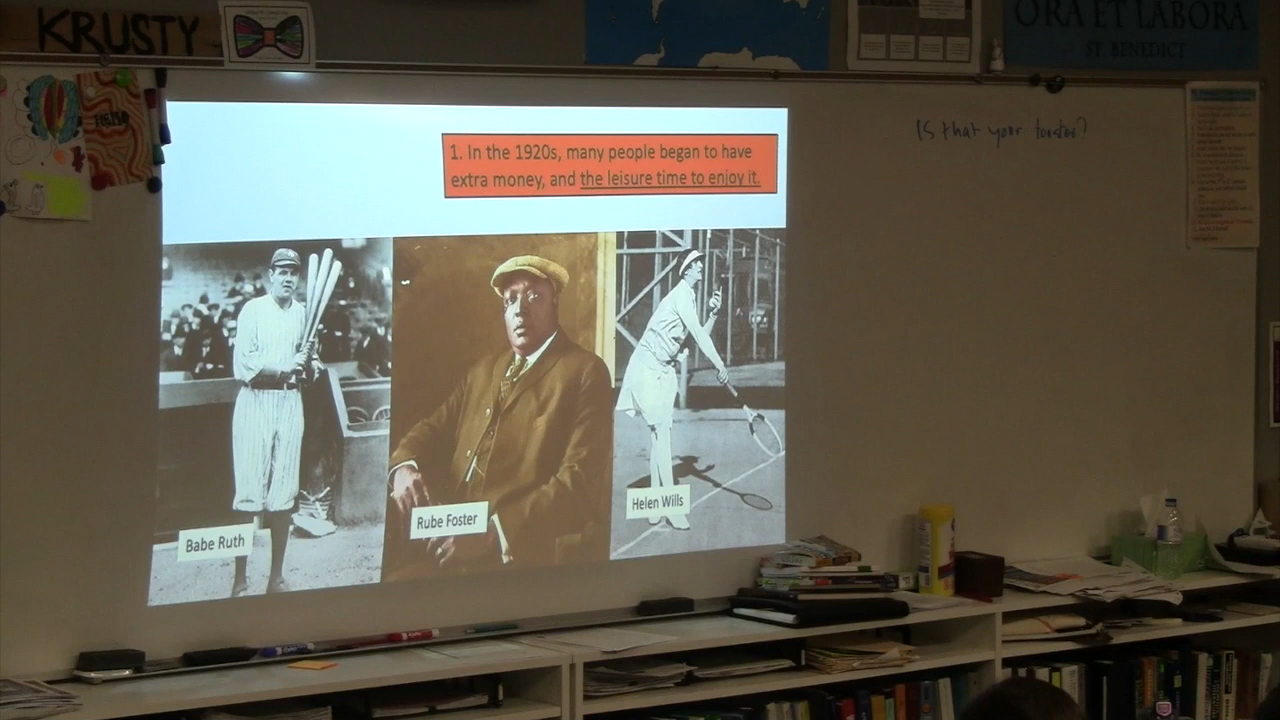 KRUSTY
ORA ET LABORA
ST. BENEDICT
1. In the 1920s, many people began to have
extra money, and the leisure time to enjoy it.
Is that your
Babe Ruth
Rube Foster
Helen Wills